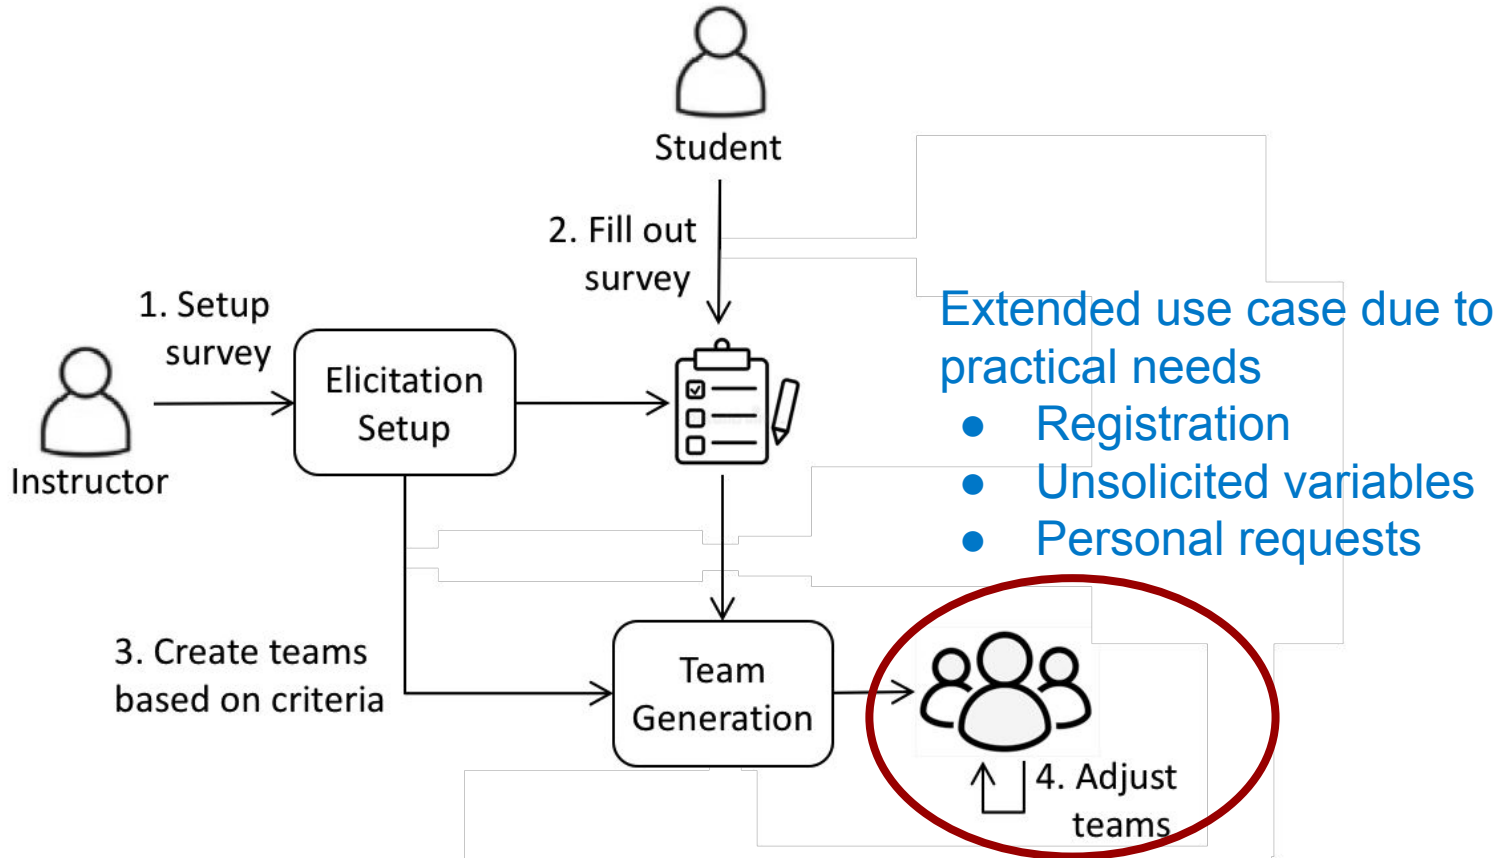 Student
2. Fill out
survey
1. Setup
survey
Instructor
Elicitation
Setup
Extended use case due to
practical needs
● Registration
● Unsolicited variables
● Personal requests
3. Create teams
based on criteria
Team
Generation
4. Adjust
teams